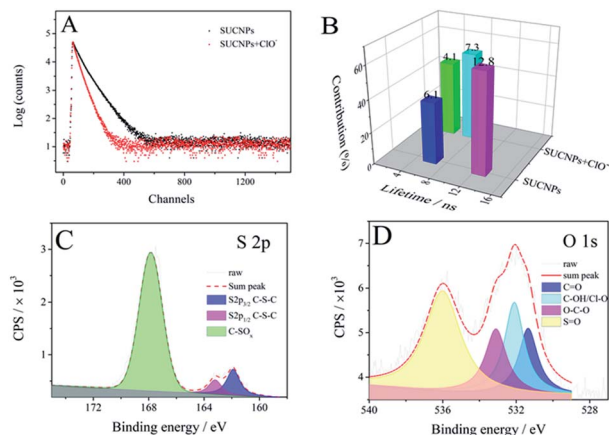 A
SUCNPs
SUCNPs+ClO⁻
Log (counts)
5
4
3
2
1
0 400 800 1200
Channels
B
Contribution (%)
60
40
20
0
6.1
4.1
7.3
12.8
4 8 12 16
Lifetime / ns
SUCNPs
SUCNPs+ClO⁻
C
S 2p
CPS / × 10³
3
2
1
raw
Sum peak
S2p₃/₂ C-S-C
S2p₁/₂ C-S-C
C-SOₓ
172 168 164 160
Binding energy / eV
D
O 1s
CPS / ×10³
7
6
5
4
raw
sum peak
C=O
C-OH/Cl-O
O-C-O
S=O
540 536 532 528
Binding energy / eV